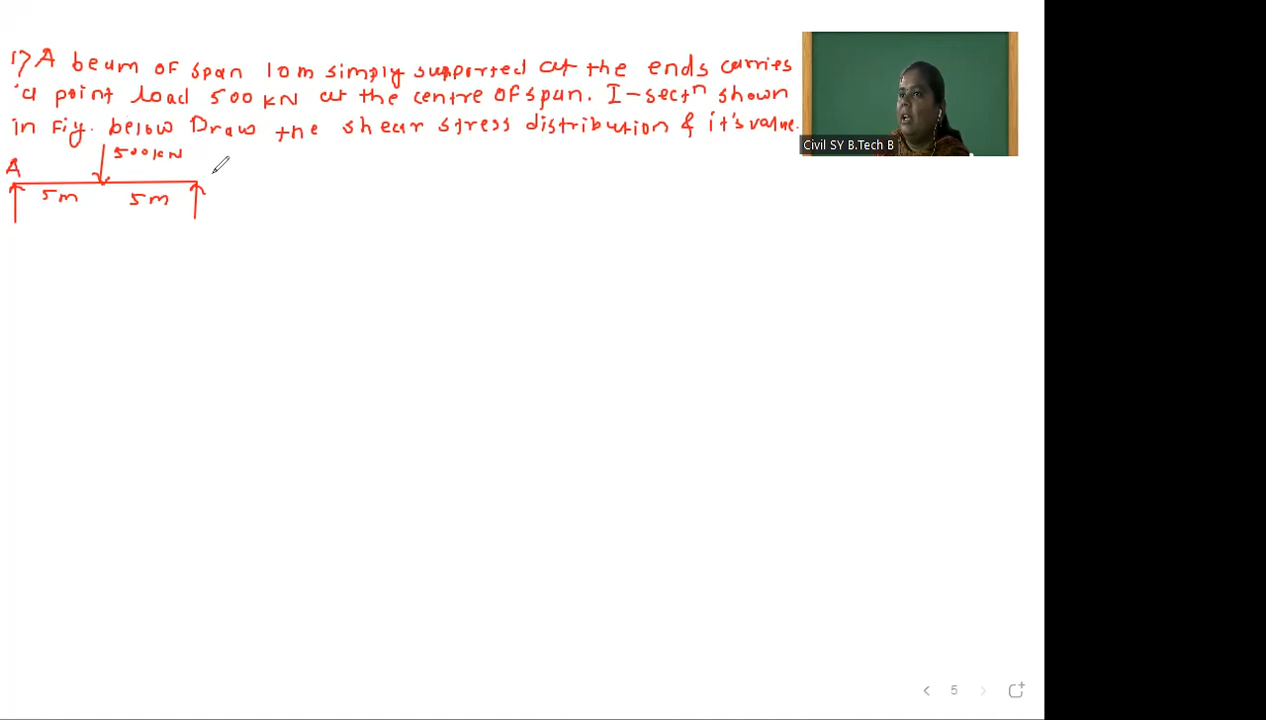 1) A beam of span 10m simply supported at the ends carries
a point load 500 KN at the centre of span. I-sectn shown
in Fig. below Draw the shear stress distribution & it's value.
500KN
A
5m 5m
Civil SY B.Tech B
5